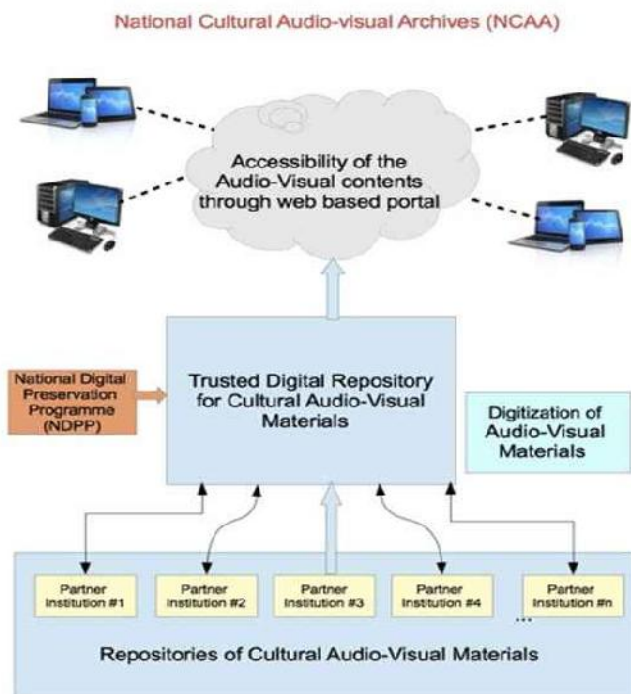 National Cultural Audio-visual Archives (NCAA)
Accessibility of the
Audio-Visual contents
through web based portal
National Digital
Preservation
Programme
(NDPP)
Trusted Digital Repository
for Cultural Audio-Visual
Materials
Digitization of
Audio-Visual
Materials
Partner
Institution #1
Partner
Institution #2
Partner
Institution #3
Partner
Institution #4
...
Partner
Institution #n
Repositories of Cultural Audio-Visual Materials